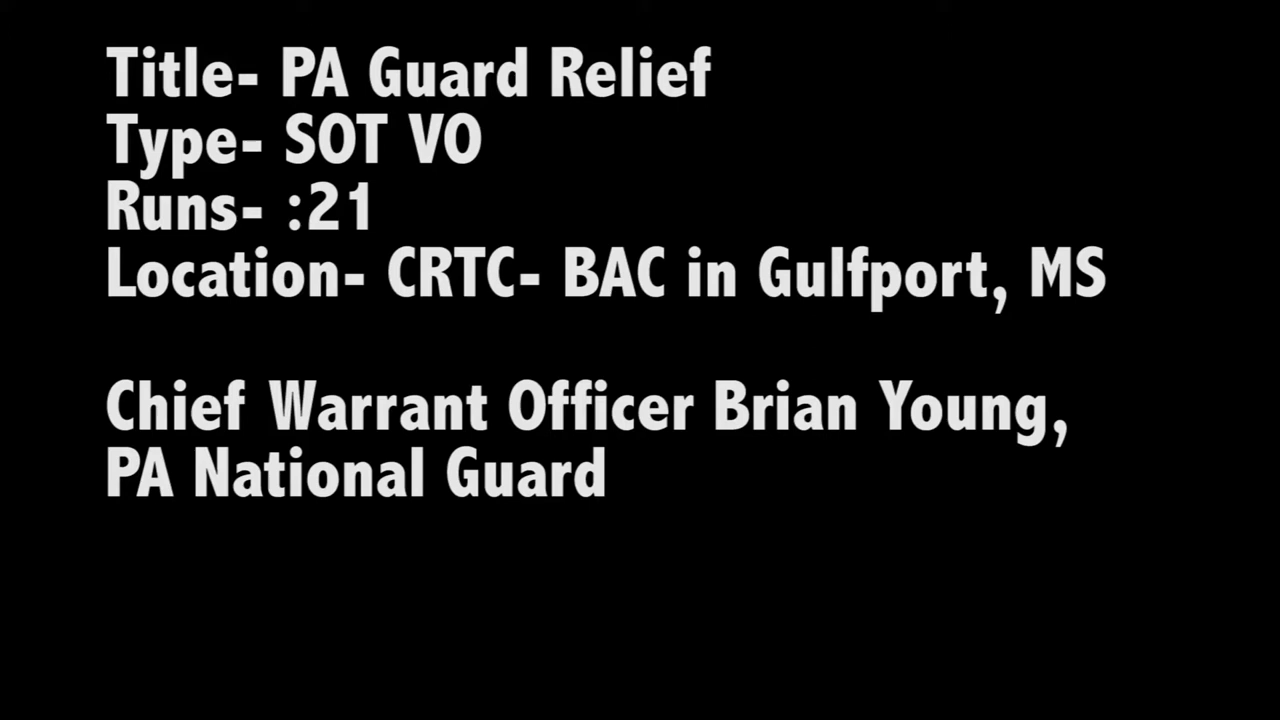 Title- PA Guard Relief
Type- SOT VO
Runs- :21
Location- CRTC- BAC in Gulfport, MS
Chief Warrant Officer Brian Young,
PA National Guard